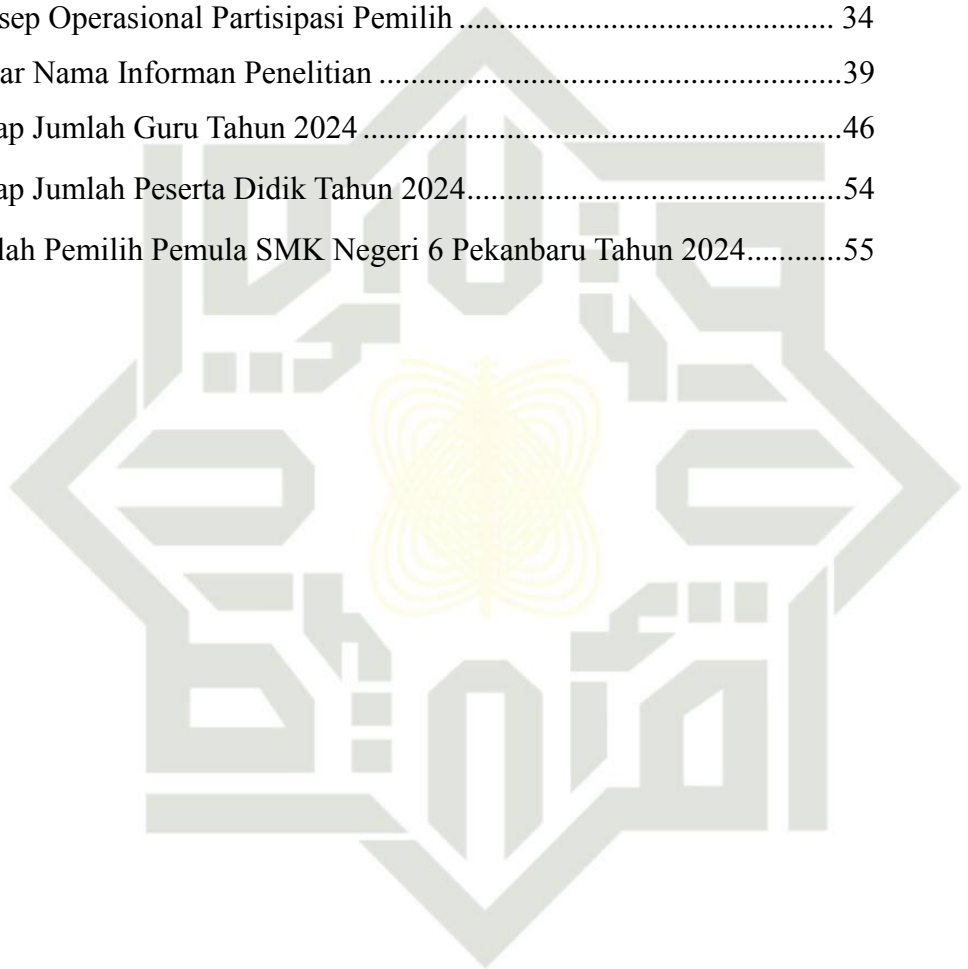 sep Operasional Partisipasi Pemilih ................................................ 34
ar Nama Informan Penelitian ...........................................................39
ap Jumlah Guru Tahun 2024 .............................................................46
ap Jumlah Peserta Didik Tahun 2024................................................54
lah Pemilih Pemula SMK Negeri 6 Pekanbaru Tahun 2024............55